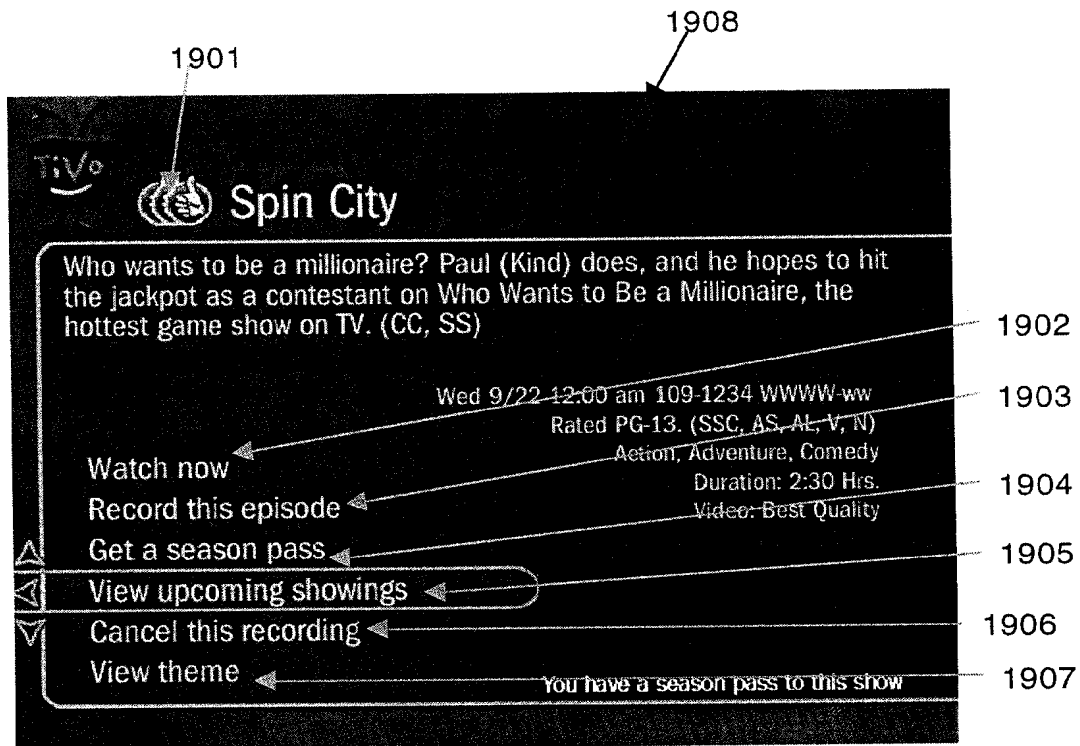 1908
1901
TiVo
Spin City
Who wants to be a millionaire? Paul (Kind) does, and he hopes to hit
the jackpot as a contestant on Who Wants to Be a Millionaire, the
hottest game show on TV. (CC, SS)
1902
Wed 9/22 12:00 am 109-1234 WWWW-ww
1903
Rated PG-13. (SSC, AS, AL, V, N)
Action, Adventure, Comedy
Watch now
Duration: 2:30 Hrs.
1904
Record this episode
Video: Best Quality
Get a season pass
1905
View upcoming showings
Cancel this recording
1906
View theme
1907
You have a season pass to this show